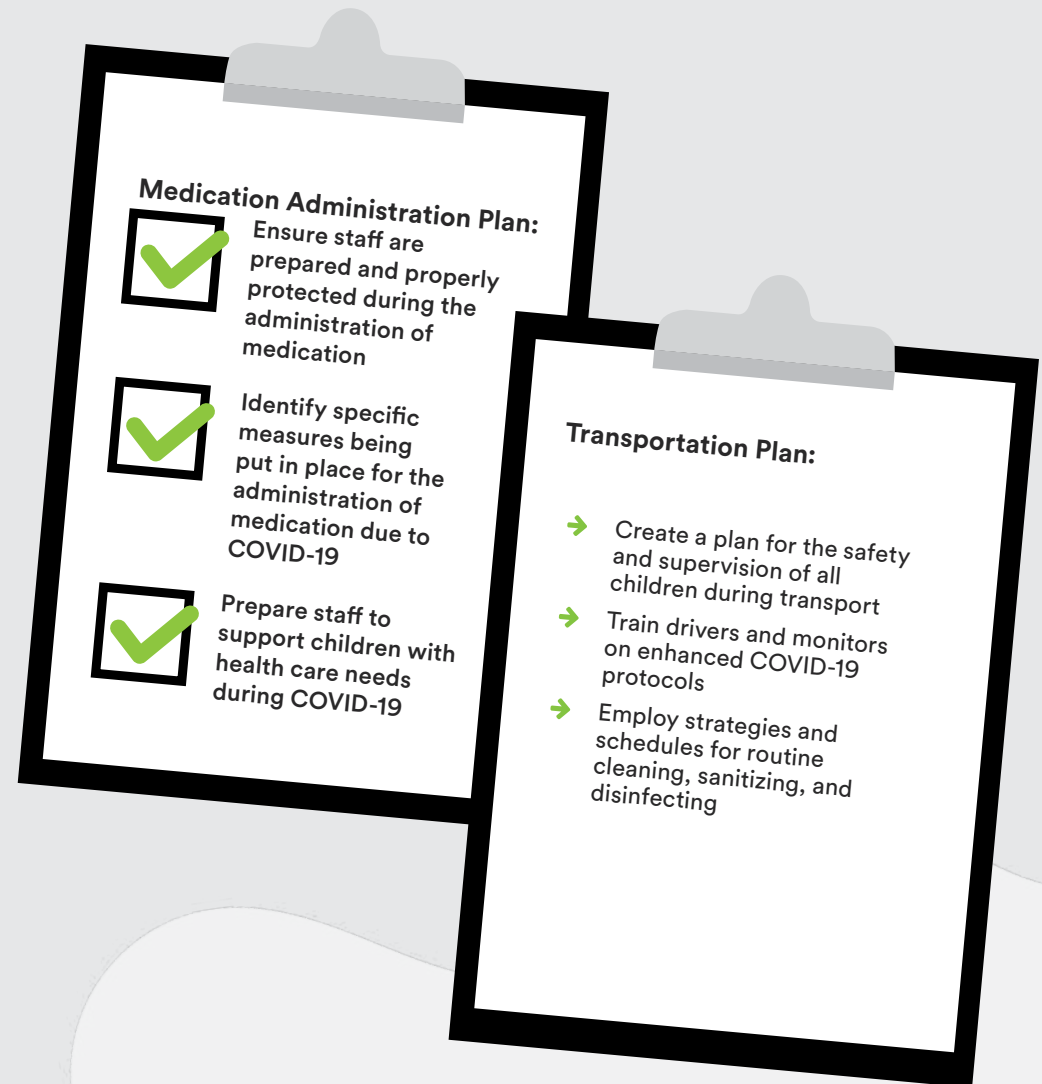 Medication Administration Plan:
Ensure staff are
prepared and properly
protected during the
administration of
medication
Identify specific
measures being
put in place for the
administration of
medication due to
COVID-19
Prepare staff to
support children with
health care needs
during COVID-19
Transportation Plan:
Create a plan for the safety
and supervision of all
children during transport
Train drivers and monitors
on enhanced COVID-19
protocols
Employ strategies and
schedules for routine
cleaning, sanitizing, and
disinfecting